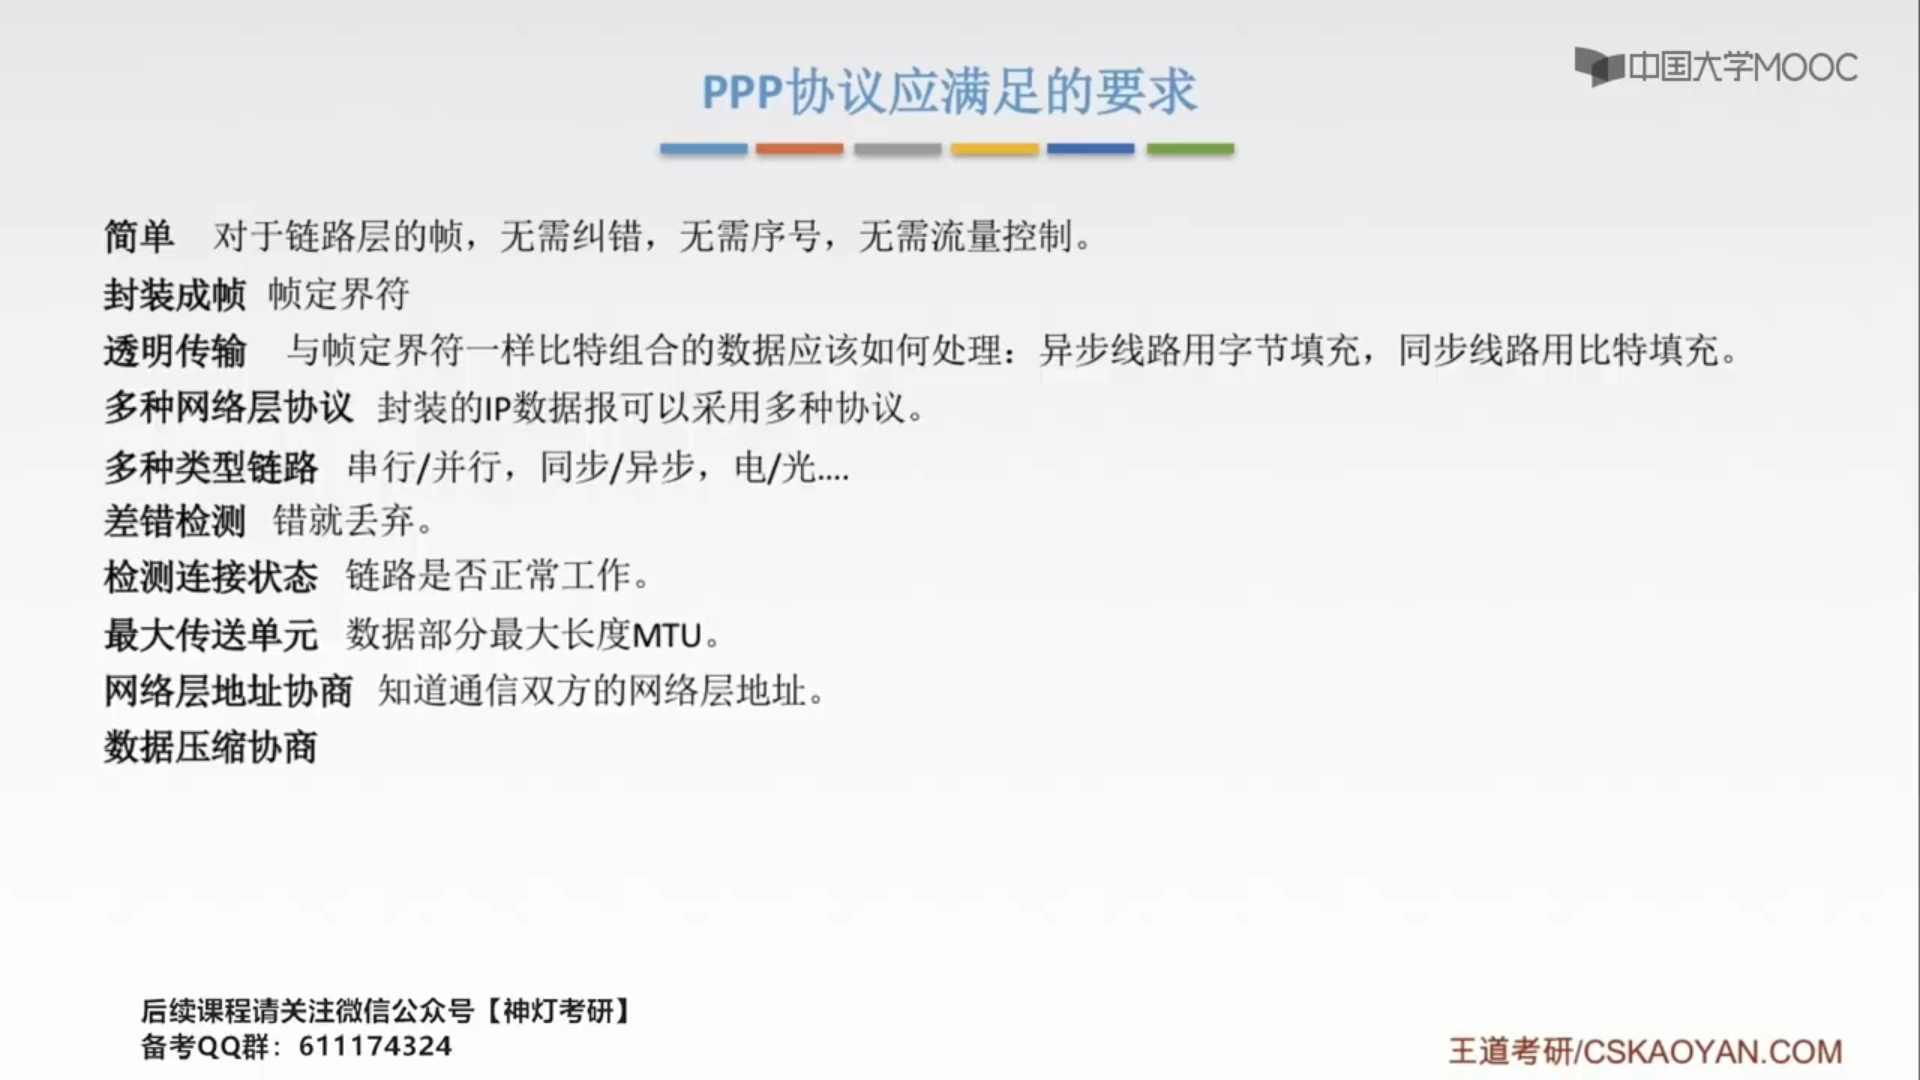 中国大学MOOC
PPP协议应满足的要求
简单 对于链路层的帧，无需纠错，无需序号，无需流量控制。
封装成帧 帧定界符
透明传输 与帧定界符一样比特组合的数据应该如何处理：异步线路用字节填充，同步线路用比特填充。
多种网络层协议 封装的IP数据报可以采用多种协议。
多种类型链路 串行/并行，同步/异步，电/光....
差错检测 错就丢弃。
检测连接状态 链路是否正常工作。
最大传送单元 数据部分最大长度MTU。
网络层地址协商 知道通信双方的网络层地址。
数据压缩协商
后续课程请关注微信公众号【神灯考研】
备考QQ群：611174324
王道考研/CSKAOYAN.COM